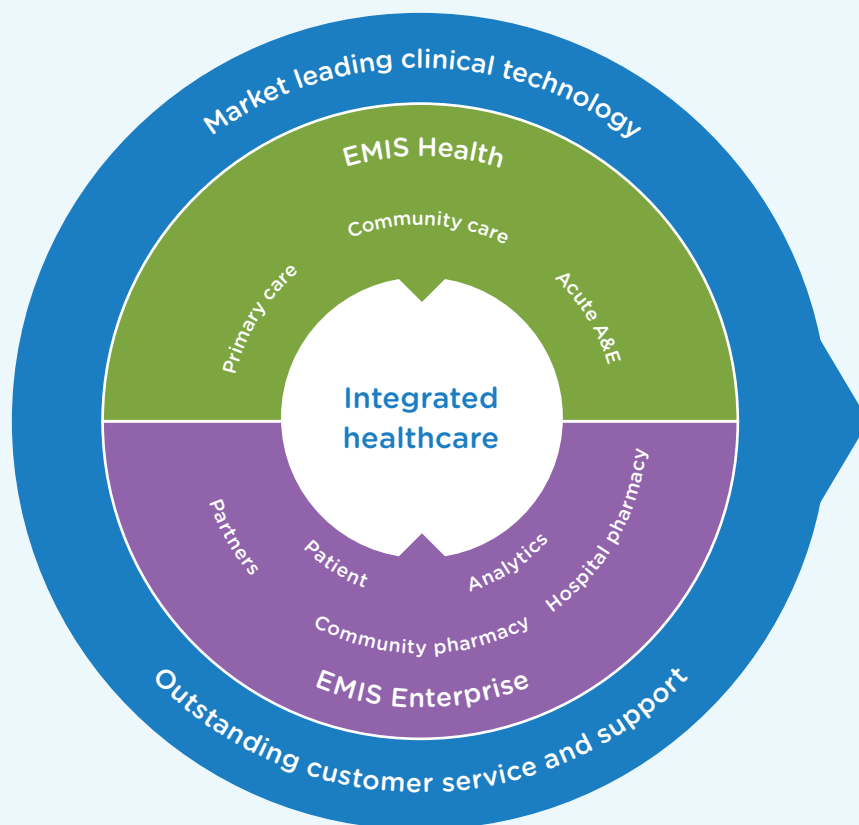 Market leading clinical technology
EMIS Health
Community care
Primary care
Acute A&E
Integrated
healthcare
Partners
Patient
Analytics
Hospital pharmacy
Community pharmacy
EMIS Enterprise
Outstanding customer service and support